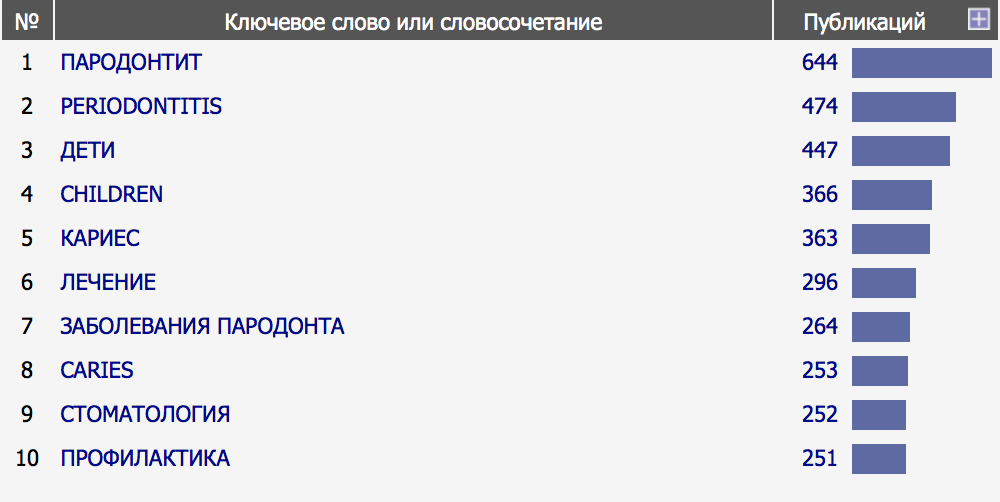 № Ключевое слово или словосочетание Публикаций
1 ПАРОДОНТИТ 644
2 PERIODONTITIS 474
3 ДЕТИ 447
4 CHILDREN 366
5 КАРИЕС 363
6 ЛЕЧЕНИЕ 296
7 ЗАБОЛЕВАНИЯ ПАРОДОНТА 264
8 CARIES 253
9 СТОМАТОЛОГИЯ 252
10 ПРОФИЛАКТИКА 251